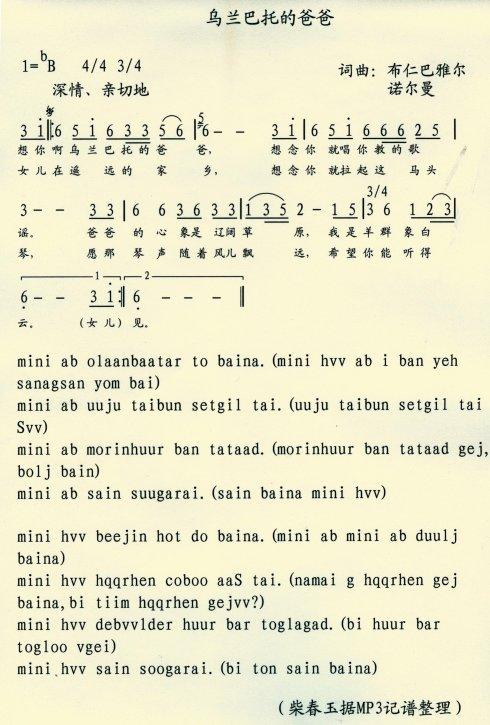 乌兰巴托的爸爸
1=ᵇB 4/4 3/4
词曲：布仁巴雅尔
深情、亲切地
诺尔曼
3 i 6 5 i 6 3 3 5 6 5 6 - - 3 i | 6 5 i 6 6 6 2 5 |
想你啊乌兰巴托的爸 爸， 想念你 就唱你教的歌
女儿在遥 远的家 乡， 想念你 就拉起这 马头
3/4
3 - - 3 3 | 6 6 3 6 3 3 | 1 3 5 2 - 1 5 | 3 6 1 2 3 |
谣。 爸爸 的 心 象是 辽阔草 原，我是 羊群 象白
琴， 愿那 琴 声 随着 风儿飘 远，希望 你能 听得
1 2
6 - - 3 1 :‖ 6 - - - ‖
云。 （女儿）见。
mini ab olaanbaatar to baina.(mini hvv ab i ban yeh
sanagsan yom bai)
mini ab uuju taibun setgil tai.(uuju taibun setgil tai
Svv)
mini ab morinhuur ban tataad.(morinhuur ban tataad gej,
bolj bain)
mini ab sain suugarai.(sain baina mini hvv)
mini hvv beejin hot do baina.(mini ab mini ab duulj
baina)
mini hvv hqqrhen coboo aaS tai.(namai g hqqrhen gej
baina,bi tiim hqqrhen gejvv?)
mini hvv debvvlder huur bar toglagad.(bi huur bar
togloo vgei)
mini hvv sain soogarai.(bi ton sain baina)
（柴春玉据MP3记谱整理）